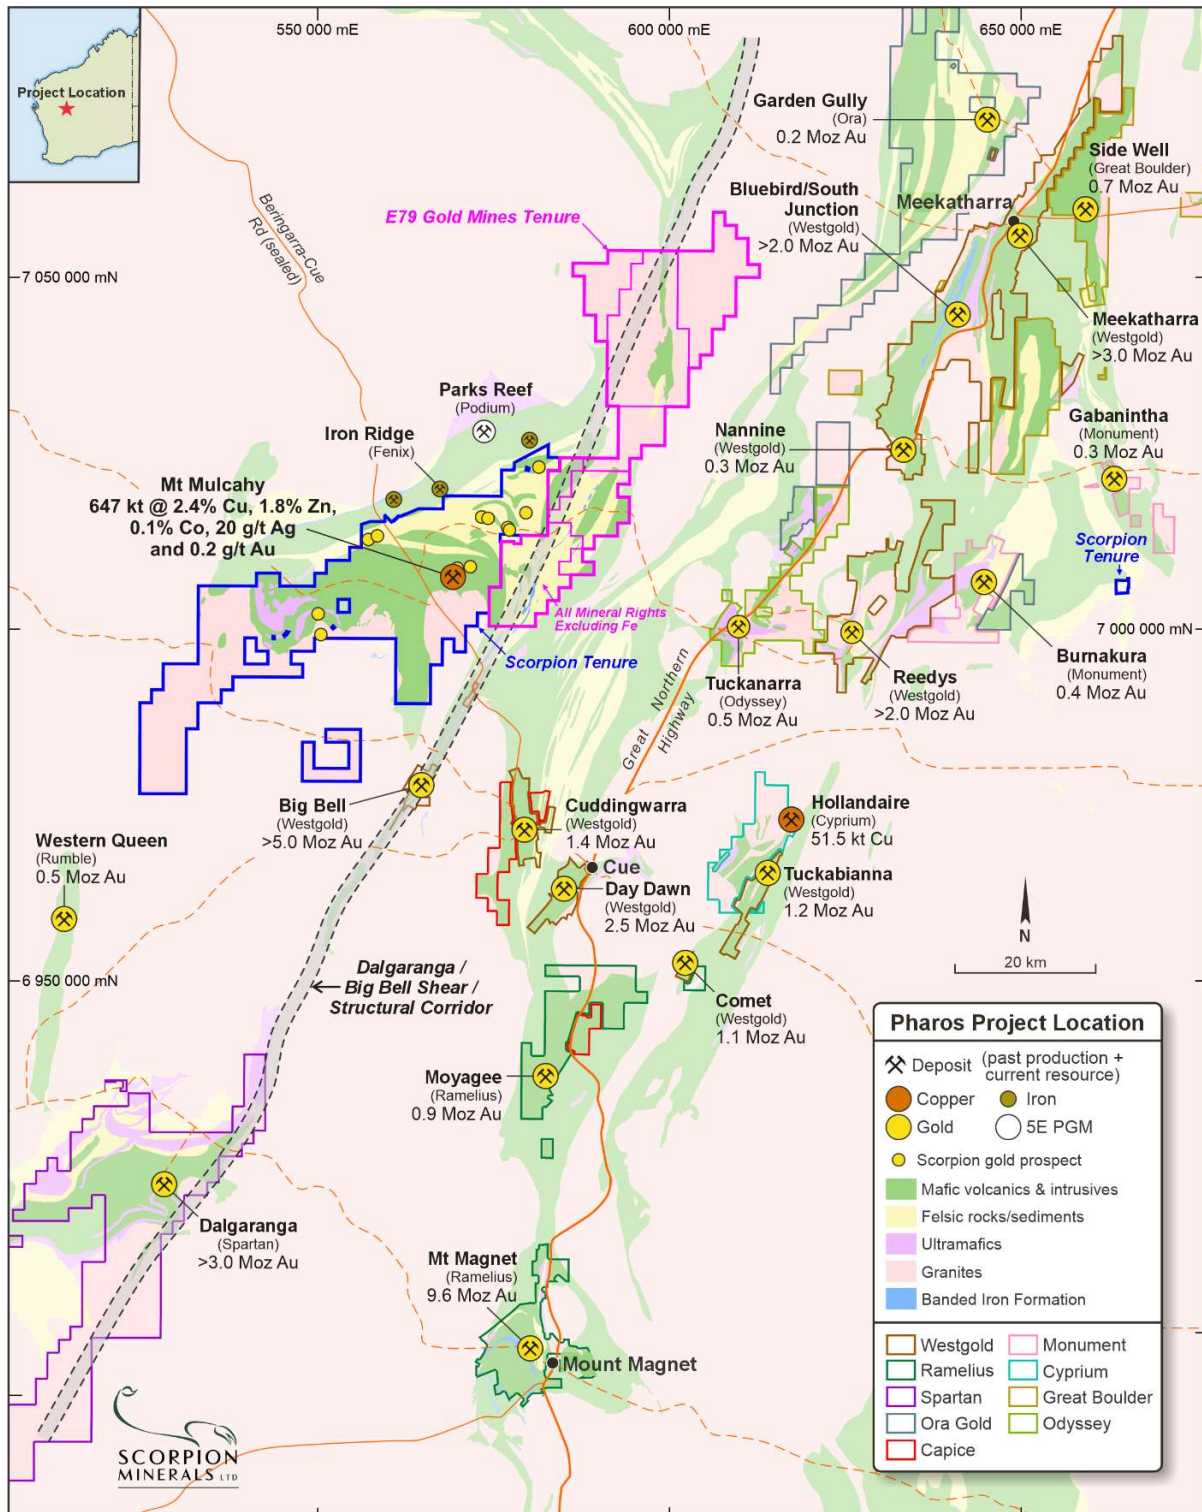 550 000 mE
600 000 mE
650 000 mE
Project Location
Garden Gully
(Ora)
0.2 Moz Au
Side Well
(Great Boulder)
0.7 Moz Au
Bluebird/South
Junction
(Westgold)
>2.0 Moz Au
Meekatharra
Beringarra-Cue
Rd (sealed)
E79 Gold Mines Tenure
7 050 000 mN
Meekatharra
(Westgold)
>3.0 Moz Au
Parks Reef
(Podium)
Iron Ridge
(Fenix)
Nannine
(Westgold)
0.3 Moz Au
Gabanintha
(Monument)
0.3 Moz Au
Mt Mulcahy
647 kt @ 2.4% Cu, 1.8% Zn,
0.1% Co, 20 g/t Ag
and 0.2 g/t Au
Scorpion
Tenure
All Mineral Rights
Excluding Fe
7 000 000 mN
Scorpion Tenure
Burnakura
(Monument)
0.4 Moz Au
Tuckanarra
(Odyssey)
0.5 Moz Au
Reedys
(Westgold)
>2.0 Moz Au
Great Northern
Highway
Big Bell
(Westgold)
>5.0 Moz Au
Cuddingwarra
(Westgold)
1.4 Moz Au
Hollandaire
(Cyprium)
51.5 kt Cu
Western Queen
(Rumble)
0.5 Moz Au
Cue
Day Dawn
(Westgold)
2.5 Moz Au
Tuckabianna
(Westgold)
1.2 Moz Au
N
20 km
6 950 000 mN
Dalgaranga /
Big Bell Shear /
Structural Corridor
Comet
(Westgold)
1.1 Moz Au
Moyagee
(Ramelius)
0.9 Moz Au
Dalgaranga
(Spartan)
>3.0 Moz Au
Mt Magnet
(Ramelius)
9.6 Moz Au
Mount Magnet
Pharos Project Location
Deposit (past production +
current resource)
Copper
Iron
Gold
5E PGM
Scorpion gold prospect
Mafic volcanics & intrusives
Felsic rocks/sediments
Ultramafics
Granites
Banded Iron Formation
Westgold
Monument
Ramelius
Cyprium
Spartan
Great Boulder
Ora Gold
Odyssey
Capice
SCORPION
MINERALS LTD